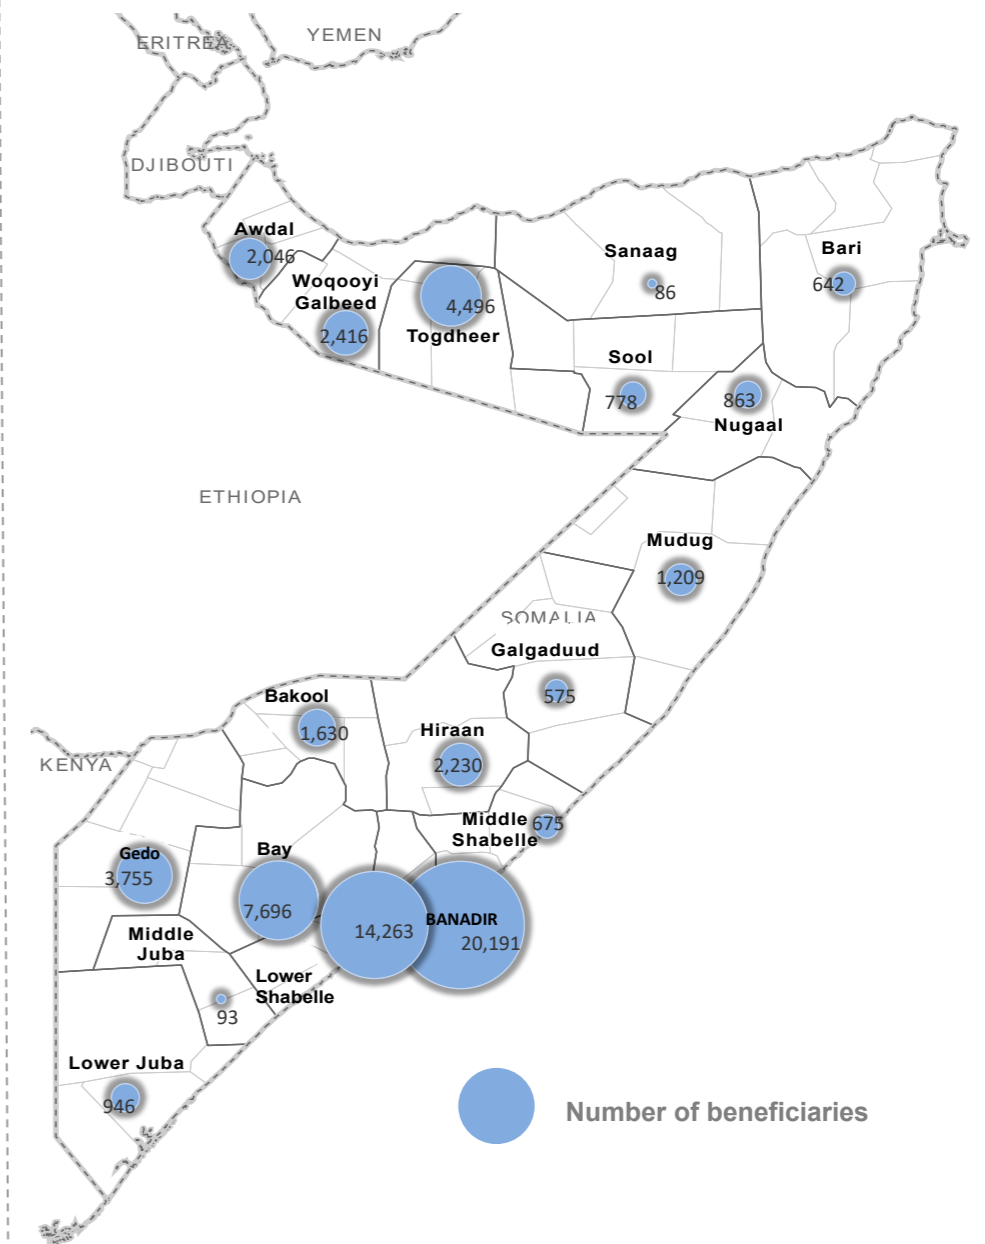 ERITREA
YEMEN
DJIBOUTI
Awdal
2,046
Woqooyi
Galbeed
2,416
4,496
Togdheer
Sanaag
86
Bari
642
Sool
778
863
Nugaal
ETHIOPIA
Mudug
1,209
SOMALIA
Galgaduud
575
Bakool
1,630
Hiraan
2,230
KENYA
Middle
Shabelle
675
Gedo
3,755
Bay
7,696
14,263
BANADIR
20,191
Middle
Juba
Lower
Shabelle
93
Lower Juba
946
Number of beneficiaries